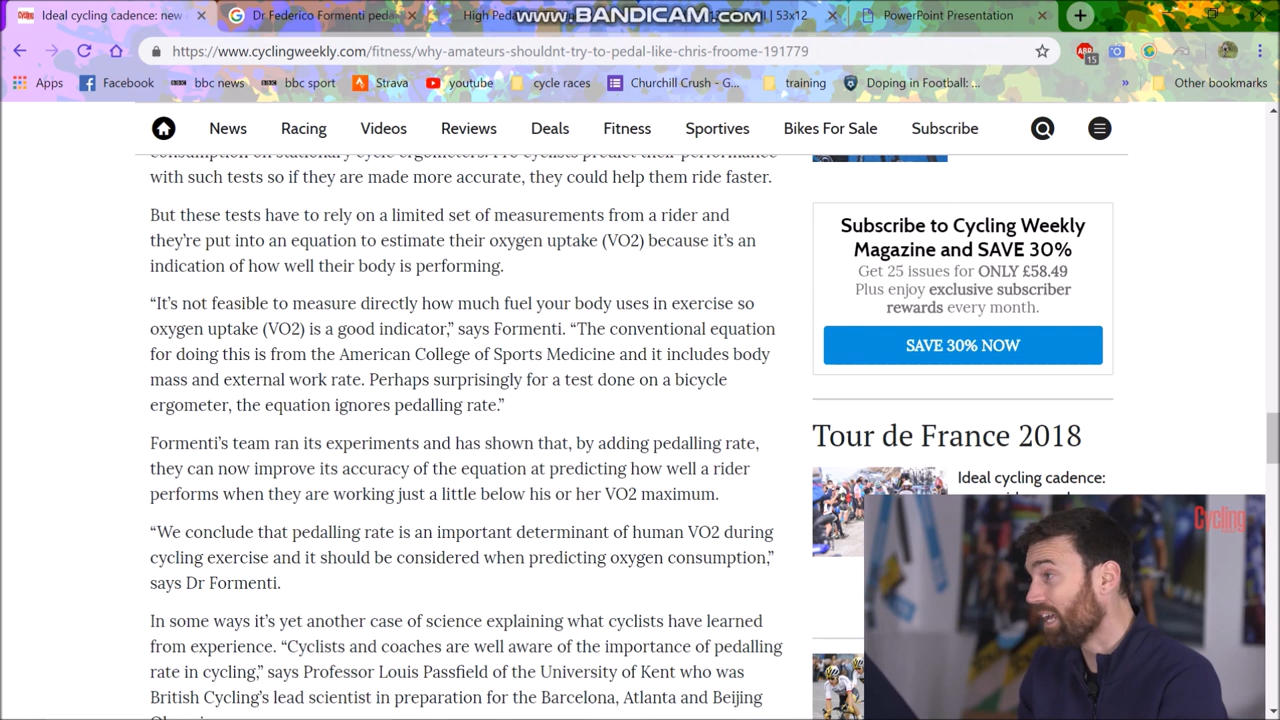 Ideal cycling cadence: new
Dr Federico Formenti peda
High Peda
www.BANDICAM.com
ll | 53x12
PowerPoint Presentation
https://www.cyclingweekly.com/fitness/why-amateurs-shouldnt-try-to-pedal-like-chris-froome-191779
ABP
15
Apps
Facebook
bbc news
bbc sport
Strava
youtube
cycle races
Churchill Crush - G...
training
Doping in Football: ...
»
Other bookmarks
News
Racing
Videos
Reviews
Deals
Fitness
Sportives
Bikes For Sale
Subscribe
consumption on stationary cycle ergometers. Pro cyclists predict their performance
with such tests so if they are made more accurate, they could help them ride faster.
But these tests have to rely on a limited set of measurements from a rider and
they’re put into an equation to estimate their oxygen uptake (VO2) because it’s an
indication of how well their body is performing.
“It’s not feasible to measure directly how much fuel your body uses in exercise so
oxygen uptake (VO2) is a good indicator,” says Formenti. “The conventional equation
for doing this is from the American College of Sports Medicine and it includes body
mass and external work rate. Perhaps surprisingly for a test done on a bicycle
ergometer, the equation ignores pedalling rate.”
Formenti’s team ran its experiments and has shown that, by adding pedalling rate,
they can now improve its accuracy of the equation at predicting how well a rider
performs when they are working just a little below his or her VO2 maximum.
“We conclude that pedalling rate is an important determinant of human VO2 during
cycling exercise and it should be considered when predicting oxygen consumption,”
says Dr Formenti.
In some ways it’s yet another case of science explaining what cyclists have learned
from experience. “Cyclists and coaches are well aware of the importance of pedalling
rate in cycling,” says Professor Louis Passfield of the University of Kent who was
British Cycling’s lead scientist in preparation for the Barcelona, Atlanta and Beijing
Subscribe to Cycling Weekly
Magazine and SAVE 30%
Get 25 issues for ONLY £58.49
Plus enjoy exclusive subscriber
rewards every month.
SAVE 30% NOW
Tour de France 2018
Ideal cycling cadence:
Cycling